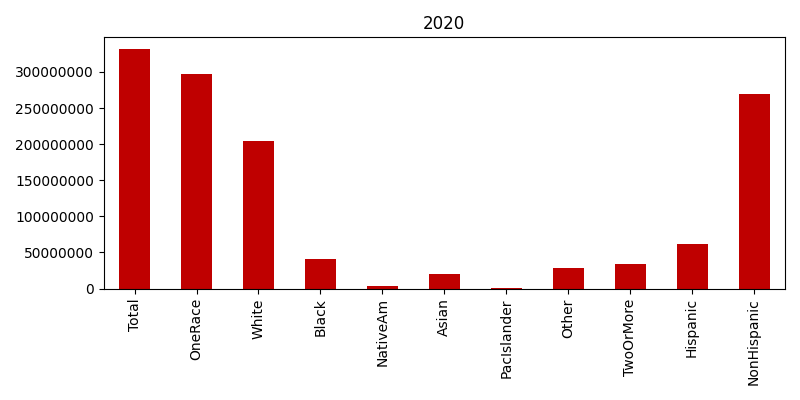 2020
300000000
250000000
200000000
150000000
100000000
50000000
0
Total
OneRace
White
Black
NativeAm
Asian
PacIslander
Other
TwoOrMore
Hispanic
NonHispanic